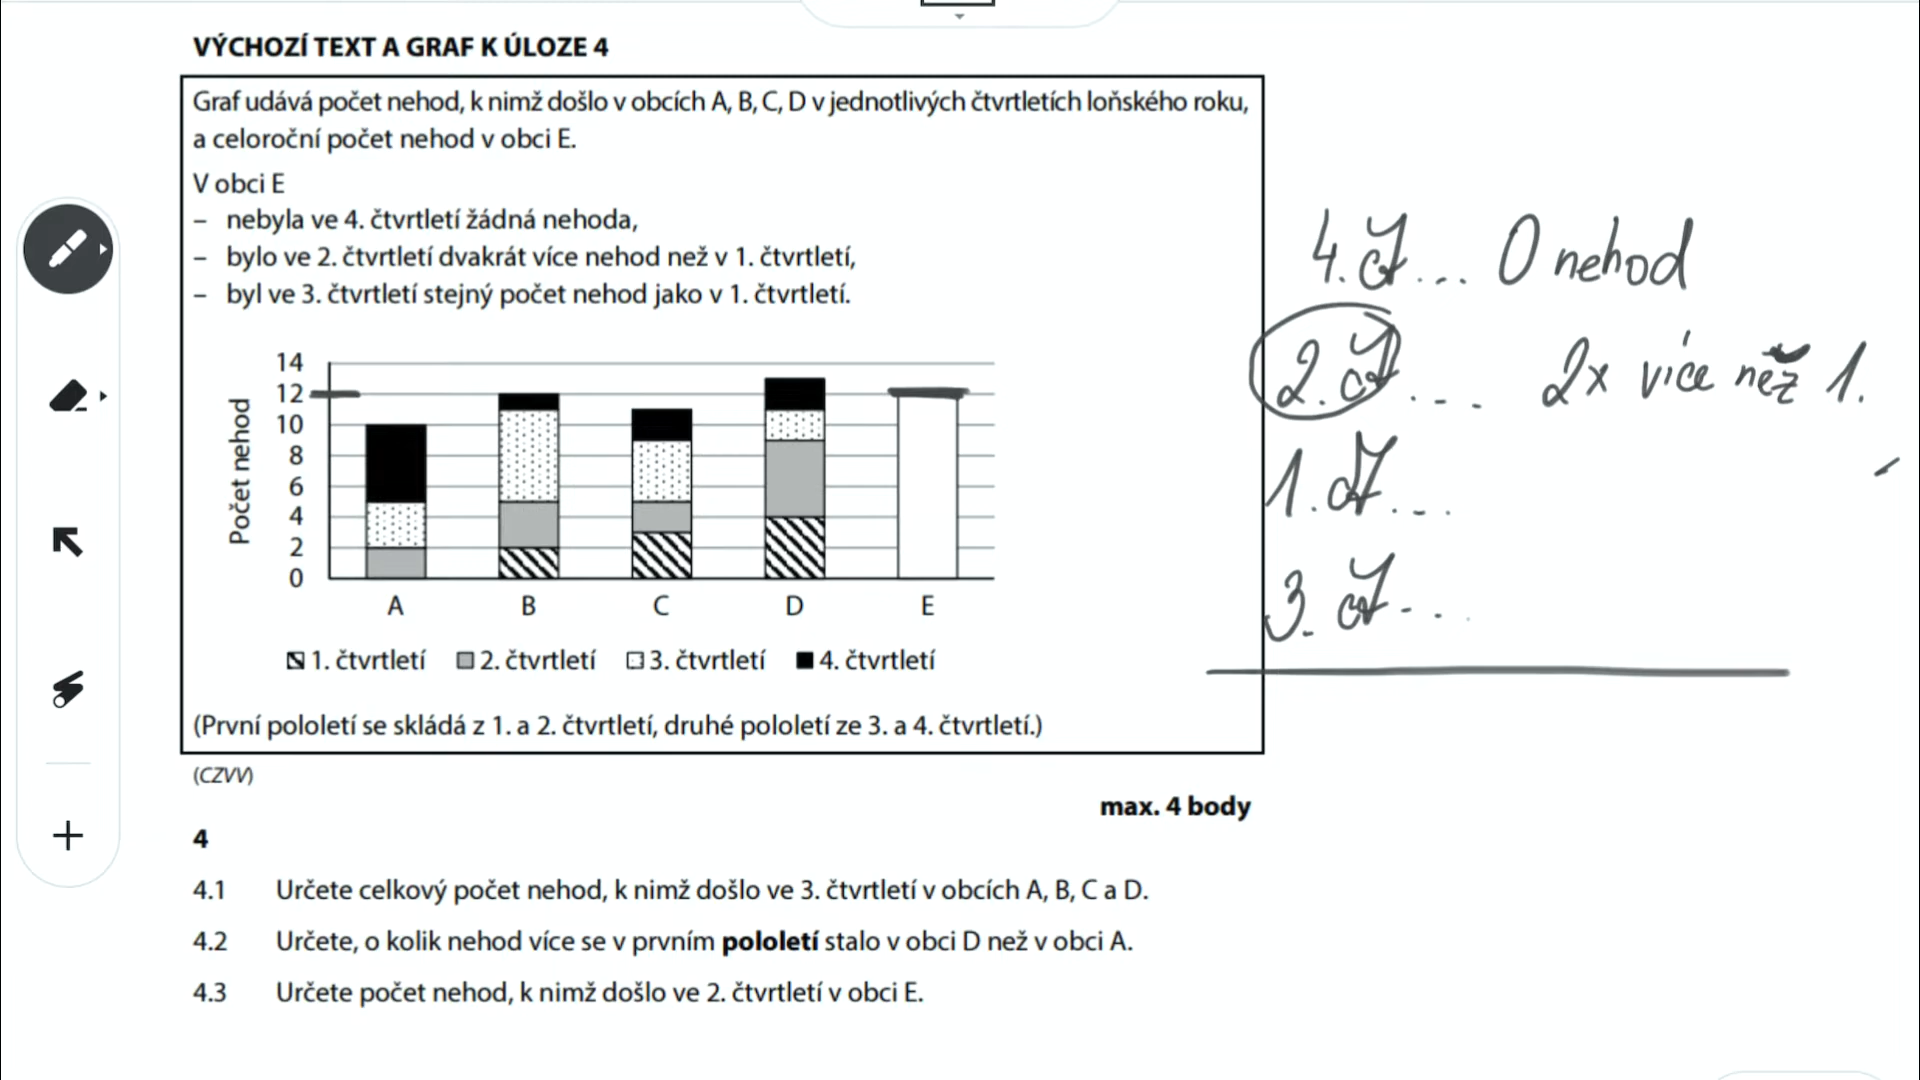 VÝCHOZÍ TEXT A GRAF K ÚLOZE 4
Graf udává počet nehod, k nimž došlo v obcích A, B, C, D v jednotlivých čtvrtletích loňského roku,
a celoroční počet nehod v obci E.
V obci E
– nebyla ve 4. čtvrtletí žádná nehoda,
– bylo ve 2. čtvrtletí dvakrát více nehod než v 1. čtvrtletí,
– byl ve 3. čtvrtletí stejný počet nehod jako v 1. čtvrtletí.
Počet nehod
14
12
10
8
6
4
2
0
A B C D E
1. čtvrtletí 2. čtvrtletí 3. čtvrtletí 4. čtvrtletí
(První pololetí se skládá z 1. a 2. čtvrtletí, druhé pololetí ze 3. a 4. čtvrtletí.)
(CZVV)
max. 4 body
4
4.1 Určete celkový počet nehod, k nimž došlo ve 3. čtvrtletí v obcích A, B, C a D.
4.2 Určete, o kolik nehod více se v prvním pololetí stalo v obci D než v obci A.
4.3 Určete počet nehod, k nimž došlo ve 2. čtvrtletí v obci E.
4. čt... 0 nehod
2. čt... 2x více než 1.
1. čt...
3. čt...